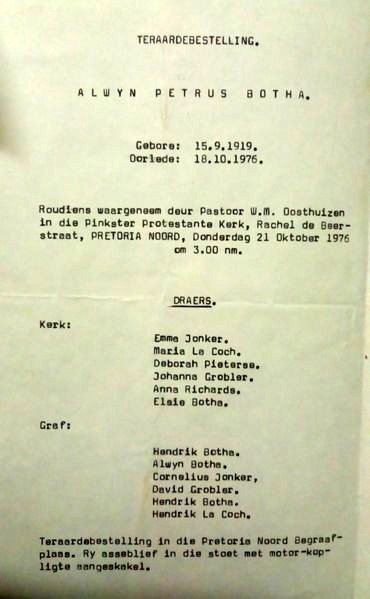 TERAARDEBESTELLING.
ALWYN PETRUS BOTHA.
Gebore: 15.9.1919.
Oorlede: 18.10.1976.
Roudiens waargeneem deur Pastoor W.M. Oosthuizen
in die Pinkster Protestante Kerk, Rachel de Beer-
straat, PRETORIA NOORD, Donderdag 21 Oktober 1976
om 3.00 nm.
DRAERS.
Kerk:
Emma Jonker.
Maria La Coch.
Deborah Pieterse.
Johanna Grobler.
Anna Richards.
Elsie Botha.
Graf:
Hendrik Botha.
Alwyn Botha.
Cornelius Jonker,
David Grobler.
Hendrik Botha.
Hendrik La Coch.
Teraardebestelling in die Pretoria Noord Begraaf-
plaas. Ry asseblief in die stoet met motor-kop-
ligte aangeskakel.